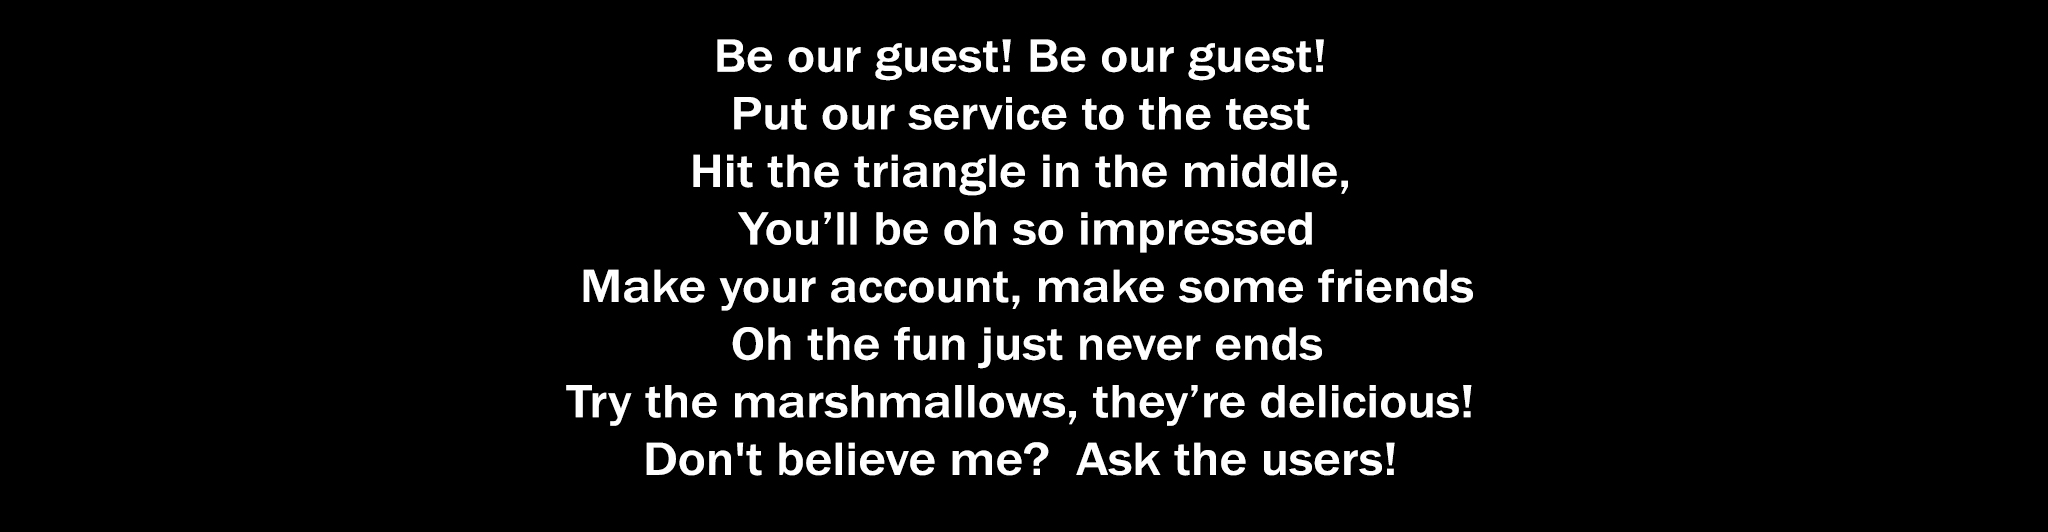 Be our guest! Be our guest!
Put our service to the test
Hit the triangle in the middle,
You’ll be oh so impressed
Make your account, make some friends
Oh the fun just never ends
Try the marshmallows, they’re delicious!
Don't believe me?  Ask the users!